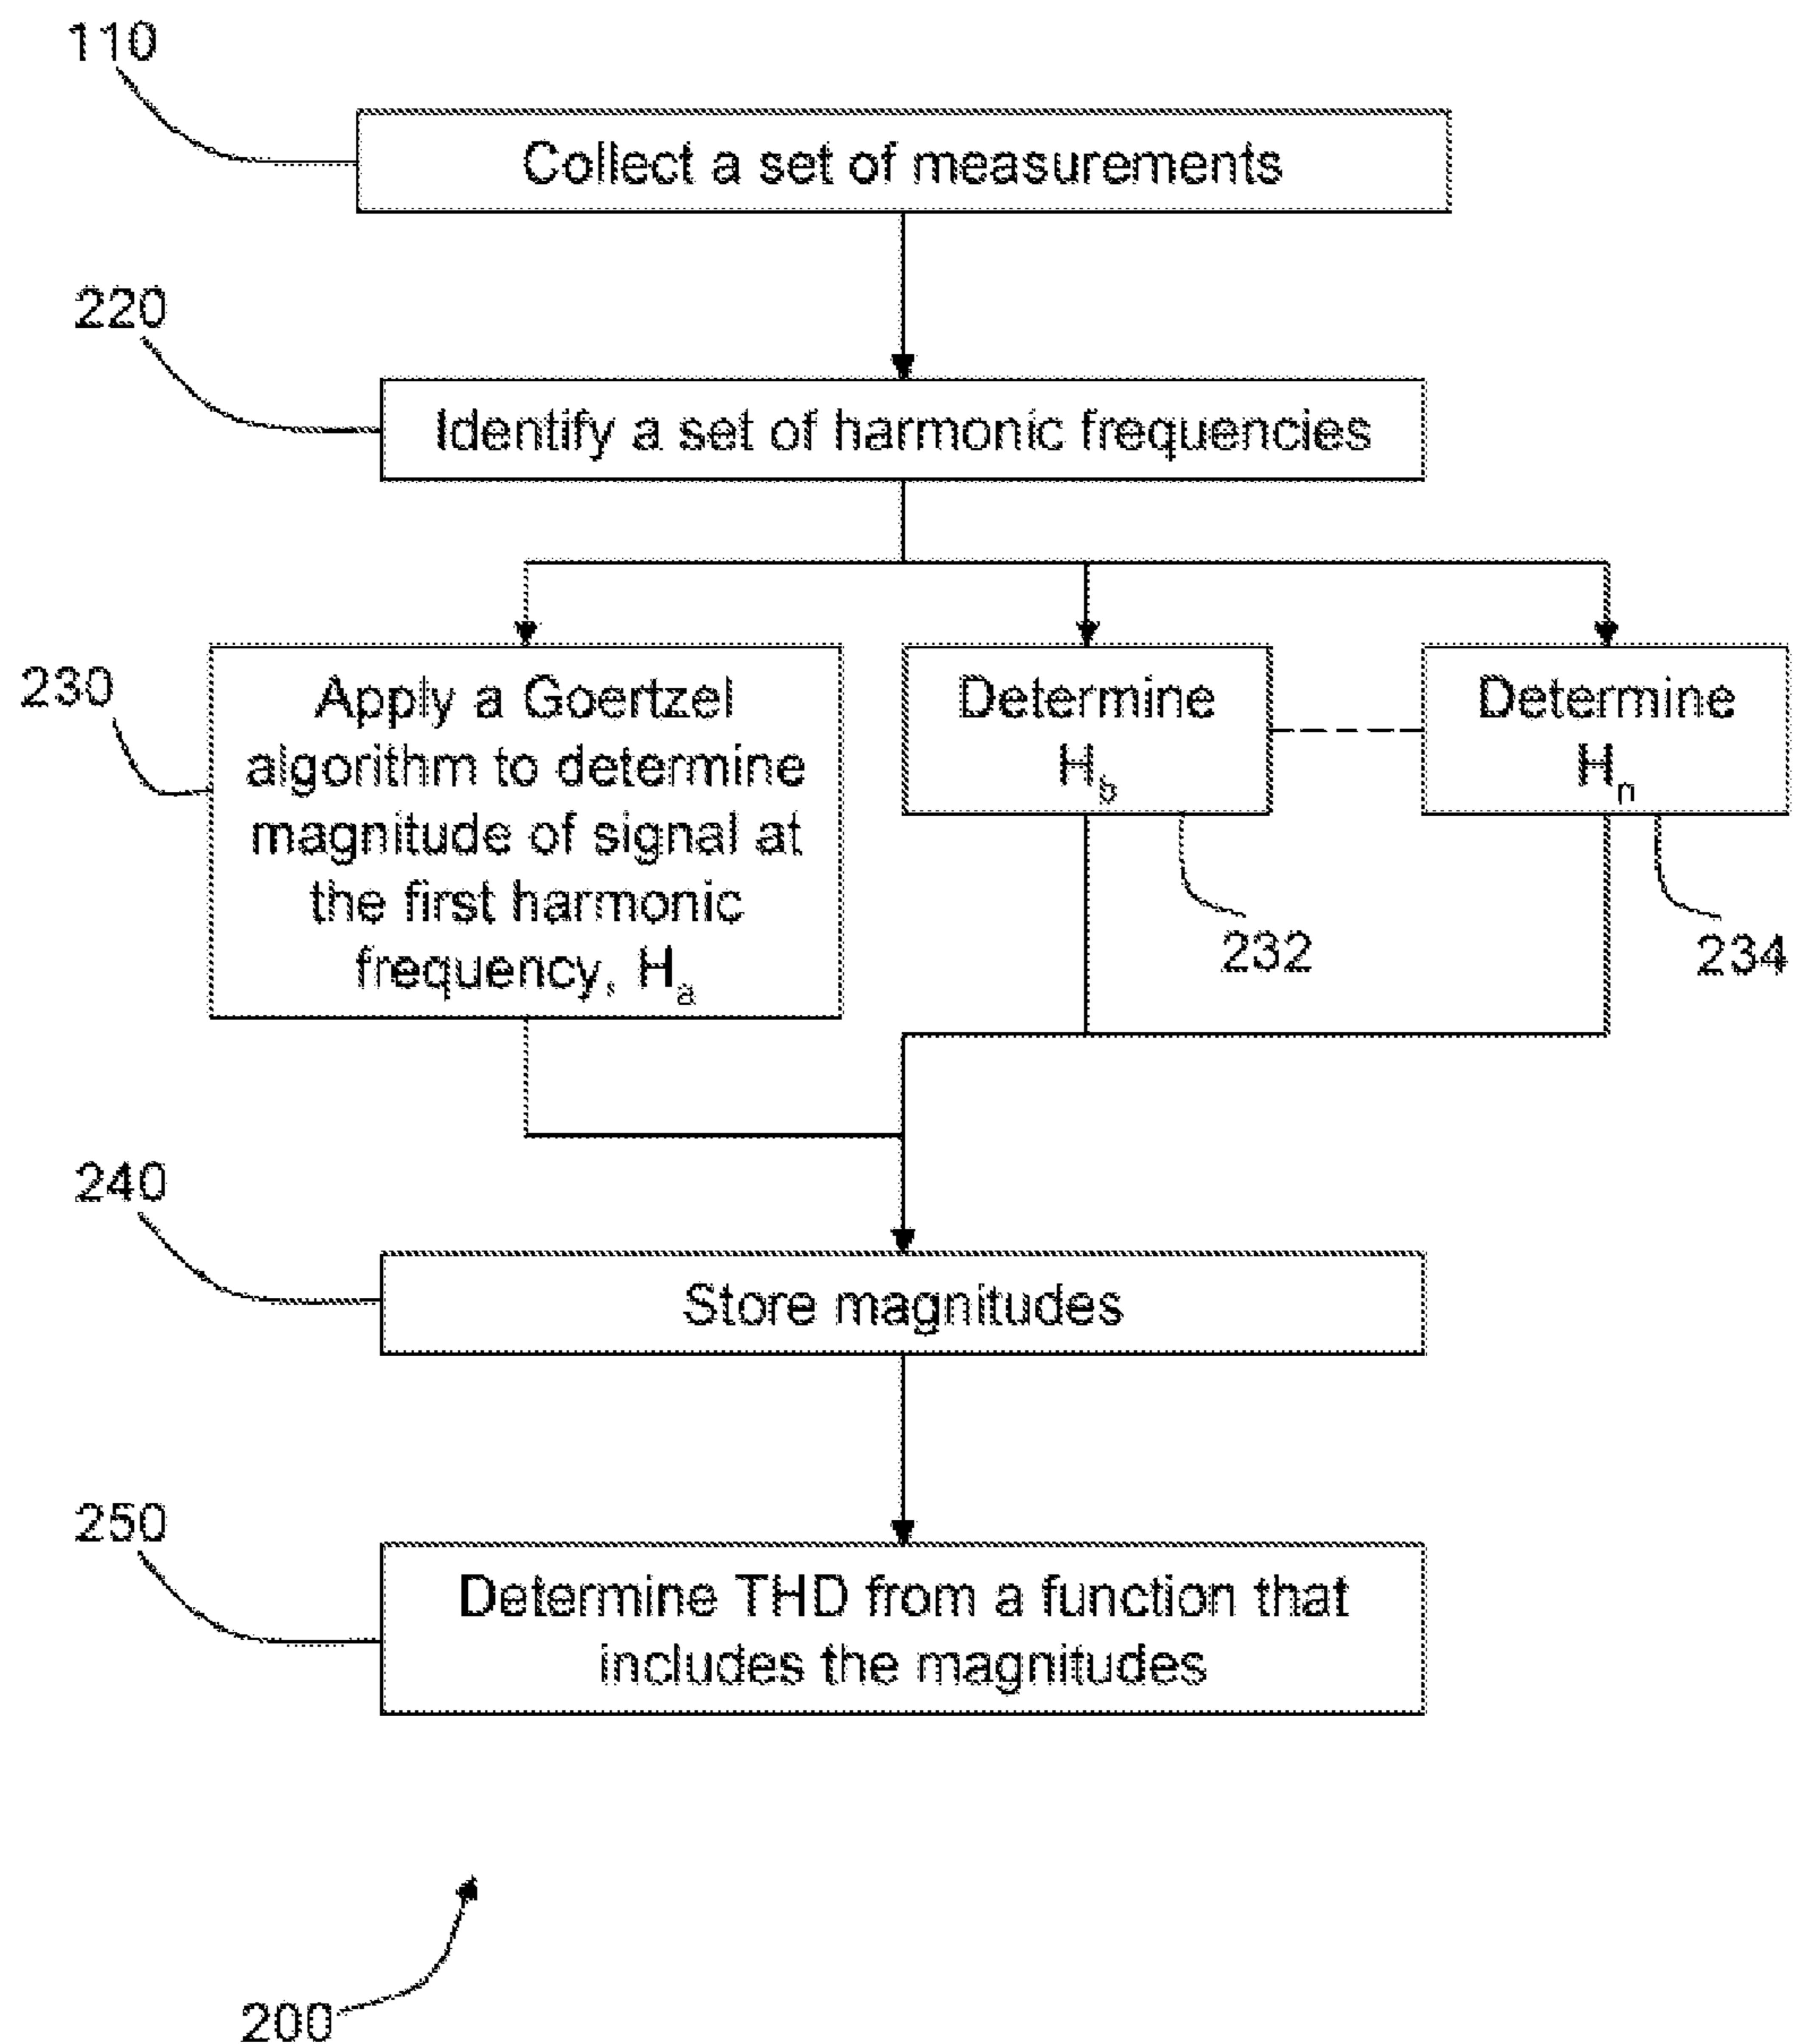 110
Collect a set of measurements
220
Identify a set of harmonic frequencies
230
Apply a Goertzel
algorithm to determine
magnitude of signal at
the first harmonic
frequency, Ha
Determine
Hb
232
Determine
Hn
234
240
Store magnitudes
250
Determine THD from a function that
includes the magnitudes
200